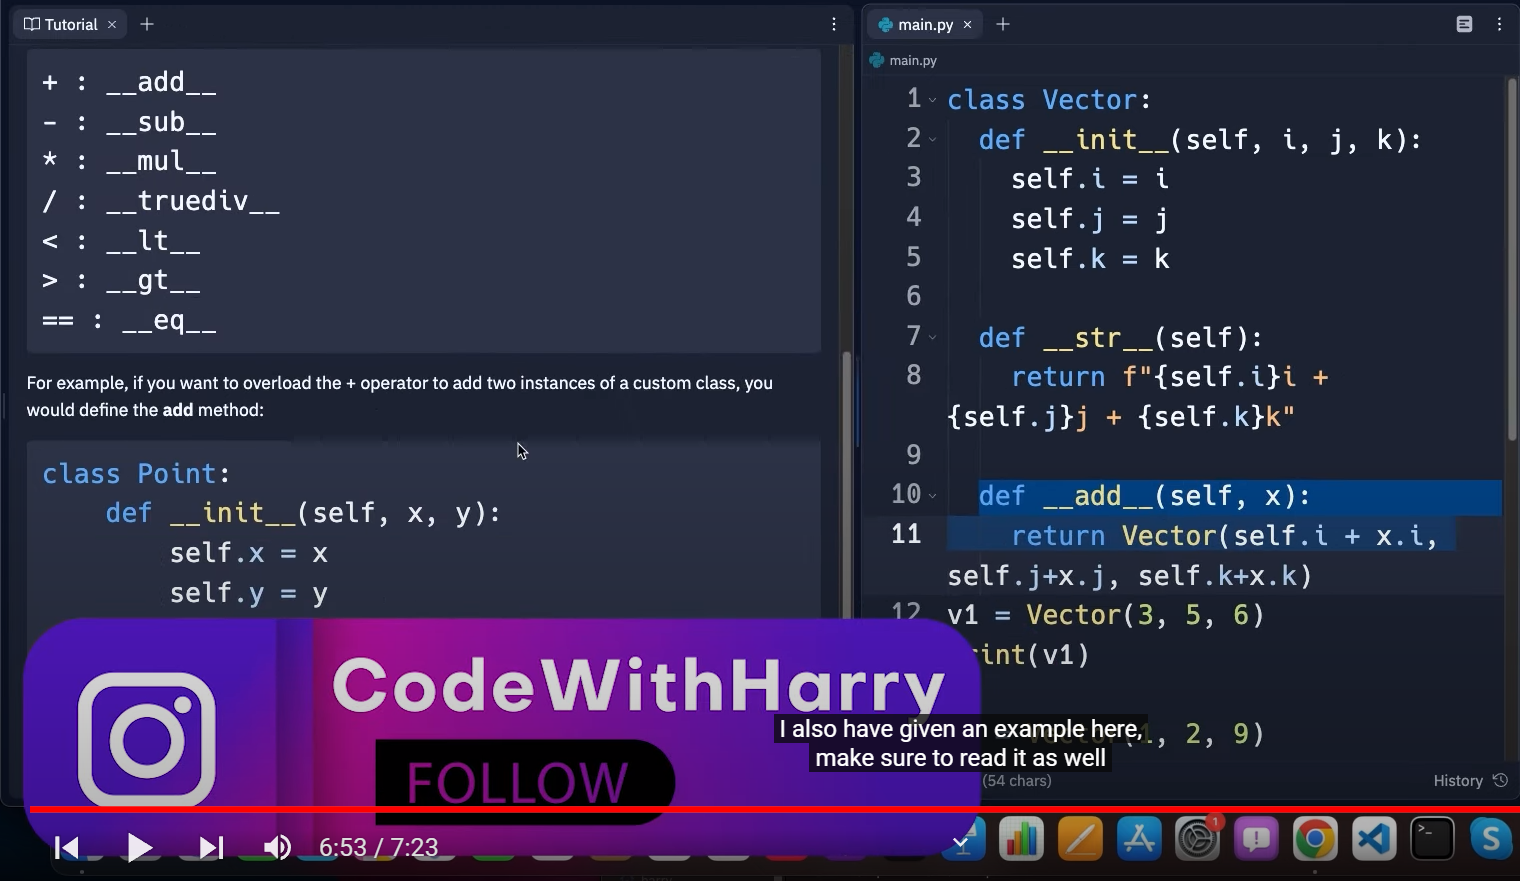 Tutorial
main.py
main.py
+ : __add__
- : __sub__
* : __mul__
/ : __truediv__
< : __lt__
> : __gt__
== : __eq__
For example, if you want to overload the + operator to add two instances of a custom class, you
would define the add method:
class Point:
def __init__(self, x, y):
self.x = x
self.y = y
1 class Vector:
2 def __init__(self, i, j, k):
3 self.i = i
4 self.j = j
5 self.k = k
6
7 def __str__(self):
8 return f"{self.i}i +
{self.j}j + {self.k}k"
9
10 def __add__(self, x):
11 return Vector(self.i + x.i,
self.j+x.j, self.k+x.k)
12 v1 = Vector(3, 5, 6)
int(v1)
, 2, 9)
(54 chars)
History
CodeWithHarry
FOLLOW
I also have given an example here,
make sure to read it as well
6:53 / 7:23
1